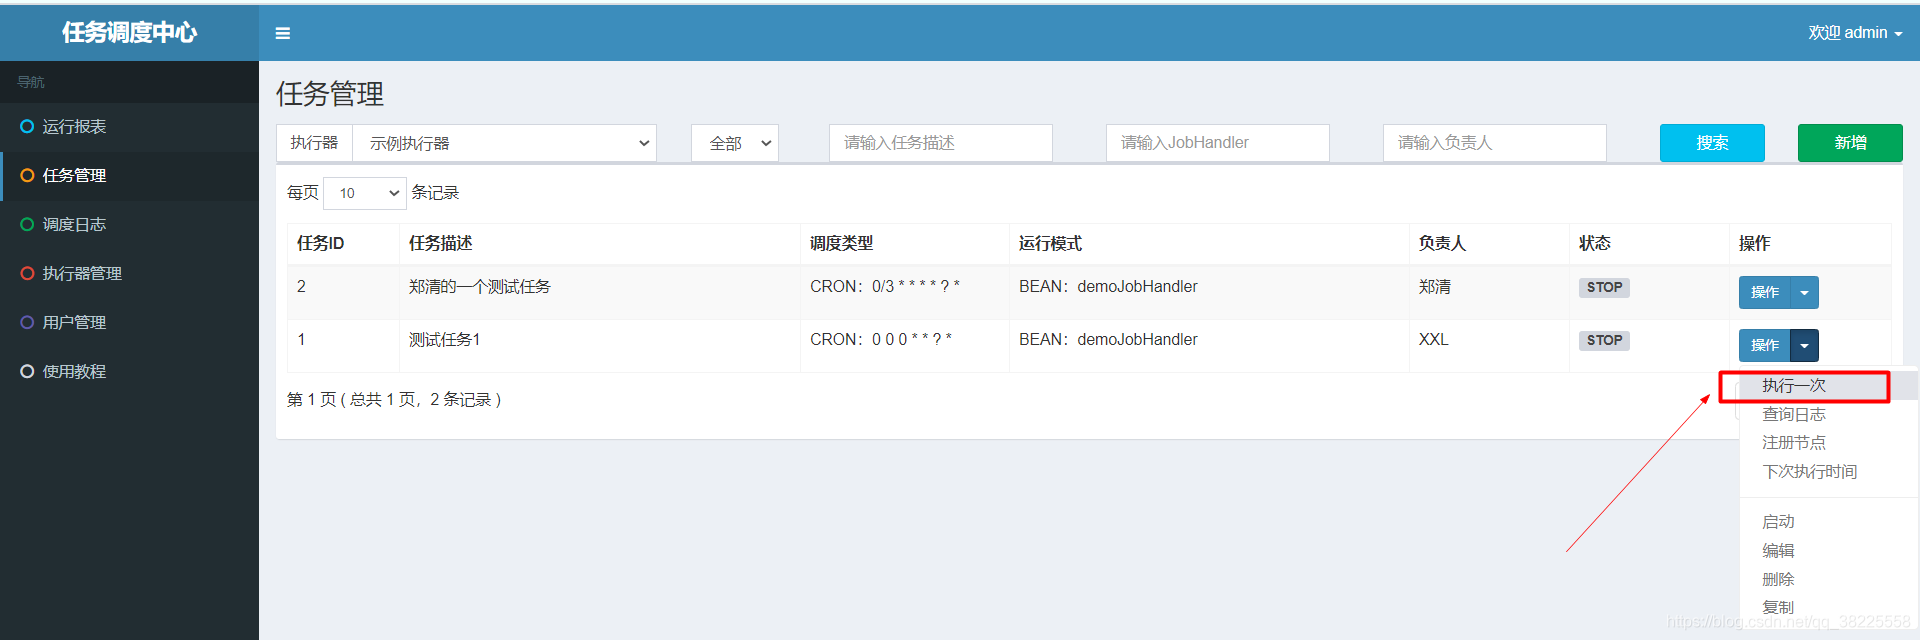 任务调度中心
欢迎 admin
导航
运行报表
任务管理
调度日志
执行器管理
用户管理
使用教程
任务管理
执行器 示例执行器 全部 请输入任务描述 请输入JobHandler 请输入负责人 搜索 新增
每页 10 条记录
任务ID 任务描述 调度类型 运行模式 负责人 状态 操作
2 郑清的一个测试任务 CRON：0/3 * * * * ? * BEAN：demoJobHandler 郑清 STOP 操作
1 测试任务1 CRON：0 0 0 * * ? * BEAN：demoJobHandler XXL STOP 操作
第 1 页 ( 总共 1 页，2 条记录 )
执行一次
查询日志
注册节点
下次执行时间
启动
编辑
删除
复制
https://blog.csdn.net/qq_38225558